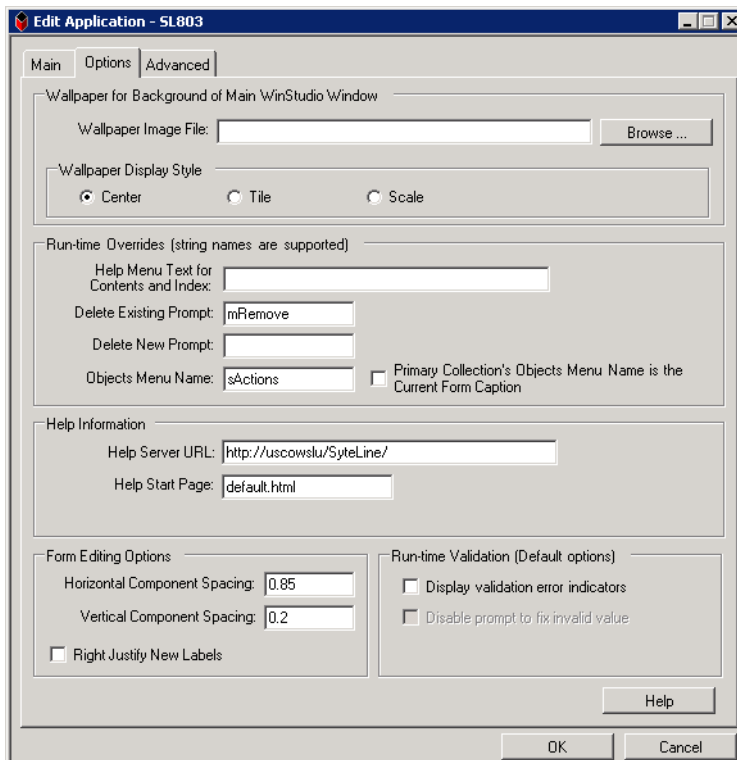 Edit Application - SL803
Main Options Advanced
Wallpaper for Background of Main WinStudio Window
Wallpaper Image File: Browse ...
Wallpaper Display Style
Center Tile Scale
Run-time Overrides (string names are supported)
Help Menu Text for
Contents and Index:
Delete Existing Prompt: mRemove
Delete New Prompt:
Objects Menu Name: sActions
Primary Collection's Objects Menu Name is the
Current Form Caption
Help Information
Help Server URL: http://uscowslu/SyteLine/
Help Start Page: default.html
Form Editing Options
Horizontal Component Spacing: 0.85
Vertical Component Spacing: 0.2
Right Justify New Labels
Run-time Validation (Default options)
Display validation error indicators
Disable prompt to fix invalid value
Help
OK Cancel